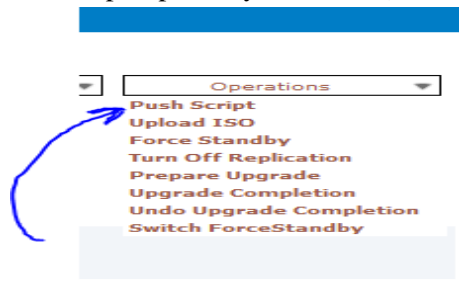 Operations
Push Script
Upload ISO
Force Standby
Turn Off Replication
Prepare Upgrade
Upgrade Completion
Undo Upgrade Completion
Switch ForceStandby